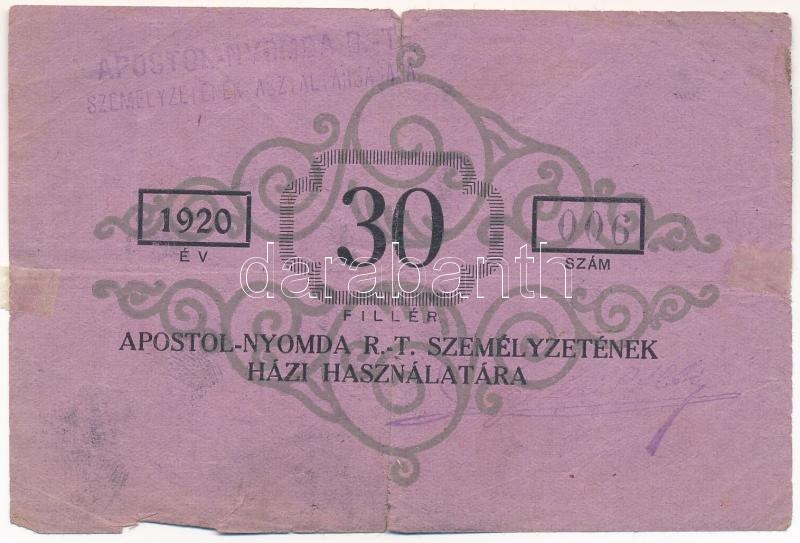 APOSTOL-NYOMDA R.-T.
SZEMÉLYZETÉNEK ASZTALTÁRSASÁGA
1920
ÉV
30
006
SZÁM
darabanth
FILLÉR
APOSTOL-NYOMDA R.-T. SZEMÉLYZETÉNEK
HÁZI HASZNÁLATÁRA